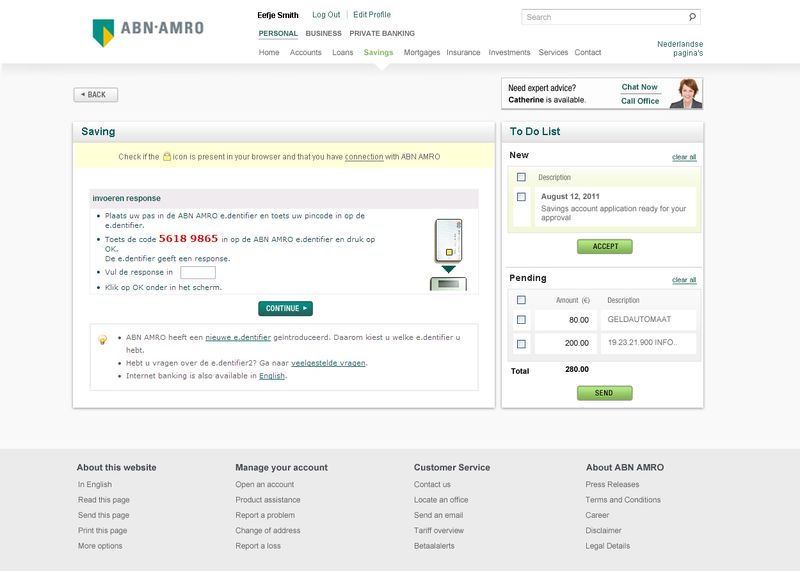 ABN·AMRO
Eefje Smith
Log Out
Edit Profile
Search
PERSONAL
BUSINESS
PRIVATE BANKING
Home
Accounts
Loans
Savings
Mortgages
Insurance
Investments
Services
Contact
Nederlandse
pagina's
BACK
Need expert advice?
Catherine is available.
Chat Now
Call Office
Saving
Check if the icon is present in your browser and that you have connection with ABN AMRO
invoeren response
Plaats uw pas in de ABN AMRO e.dentifier en toets uw pincode in op de
e.dentifier.
Toets de code 5618 9865 in op de ABN AMRO e.dentifier en druk op
OK.
De e.dentifier geeft een response.
Vul de response in
Klik op OK onder in het scherm.
CONTINUE
ABN AMRO heeft een nieuwe e.dentifier geïntroduceerd. Daarom kiest u welke e.dentifier u
hebt.
Hebt u vragen over de e.dentifier2? Ga naar veelgestelde vragen.
Internet banking is also available in English.
To Do List
New
clear all
Description
August 12, 2011
Savings account application ready for your
approval
ACCEPT
Pending
clear all
Amount (€)
Description
80.00
GELDAUTOMAAT
200.00
19.23.21.900 INFO..
Total
280.00
SEND
About this website
In English
Read this page
Send this page
Print this page
More options
Manage your account
Open an account
Product assistance
Report a problem
Change of address
Report a loss
Customer Service
Contact us
Locate an office
Send an email
Tariff overview
Betaalalerts
About ABN AMRO
Press Releases
Terms and Conditions
Career
Disclaimer
Legal Details